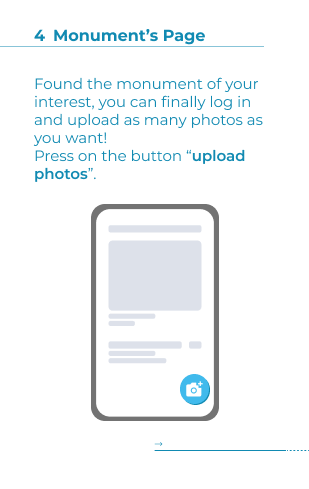 4 Monument’s Page
Found the monument of your
interest, you can finally log in
and upload as many photos as
you want!
Press on the button “upload
photos”.